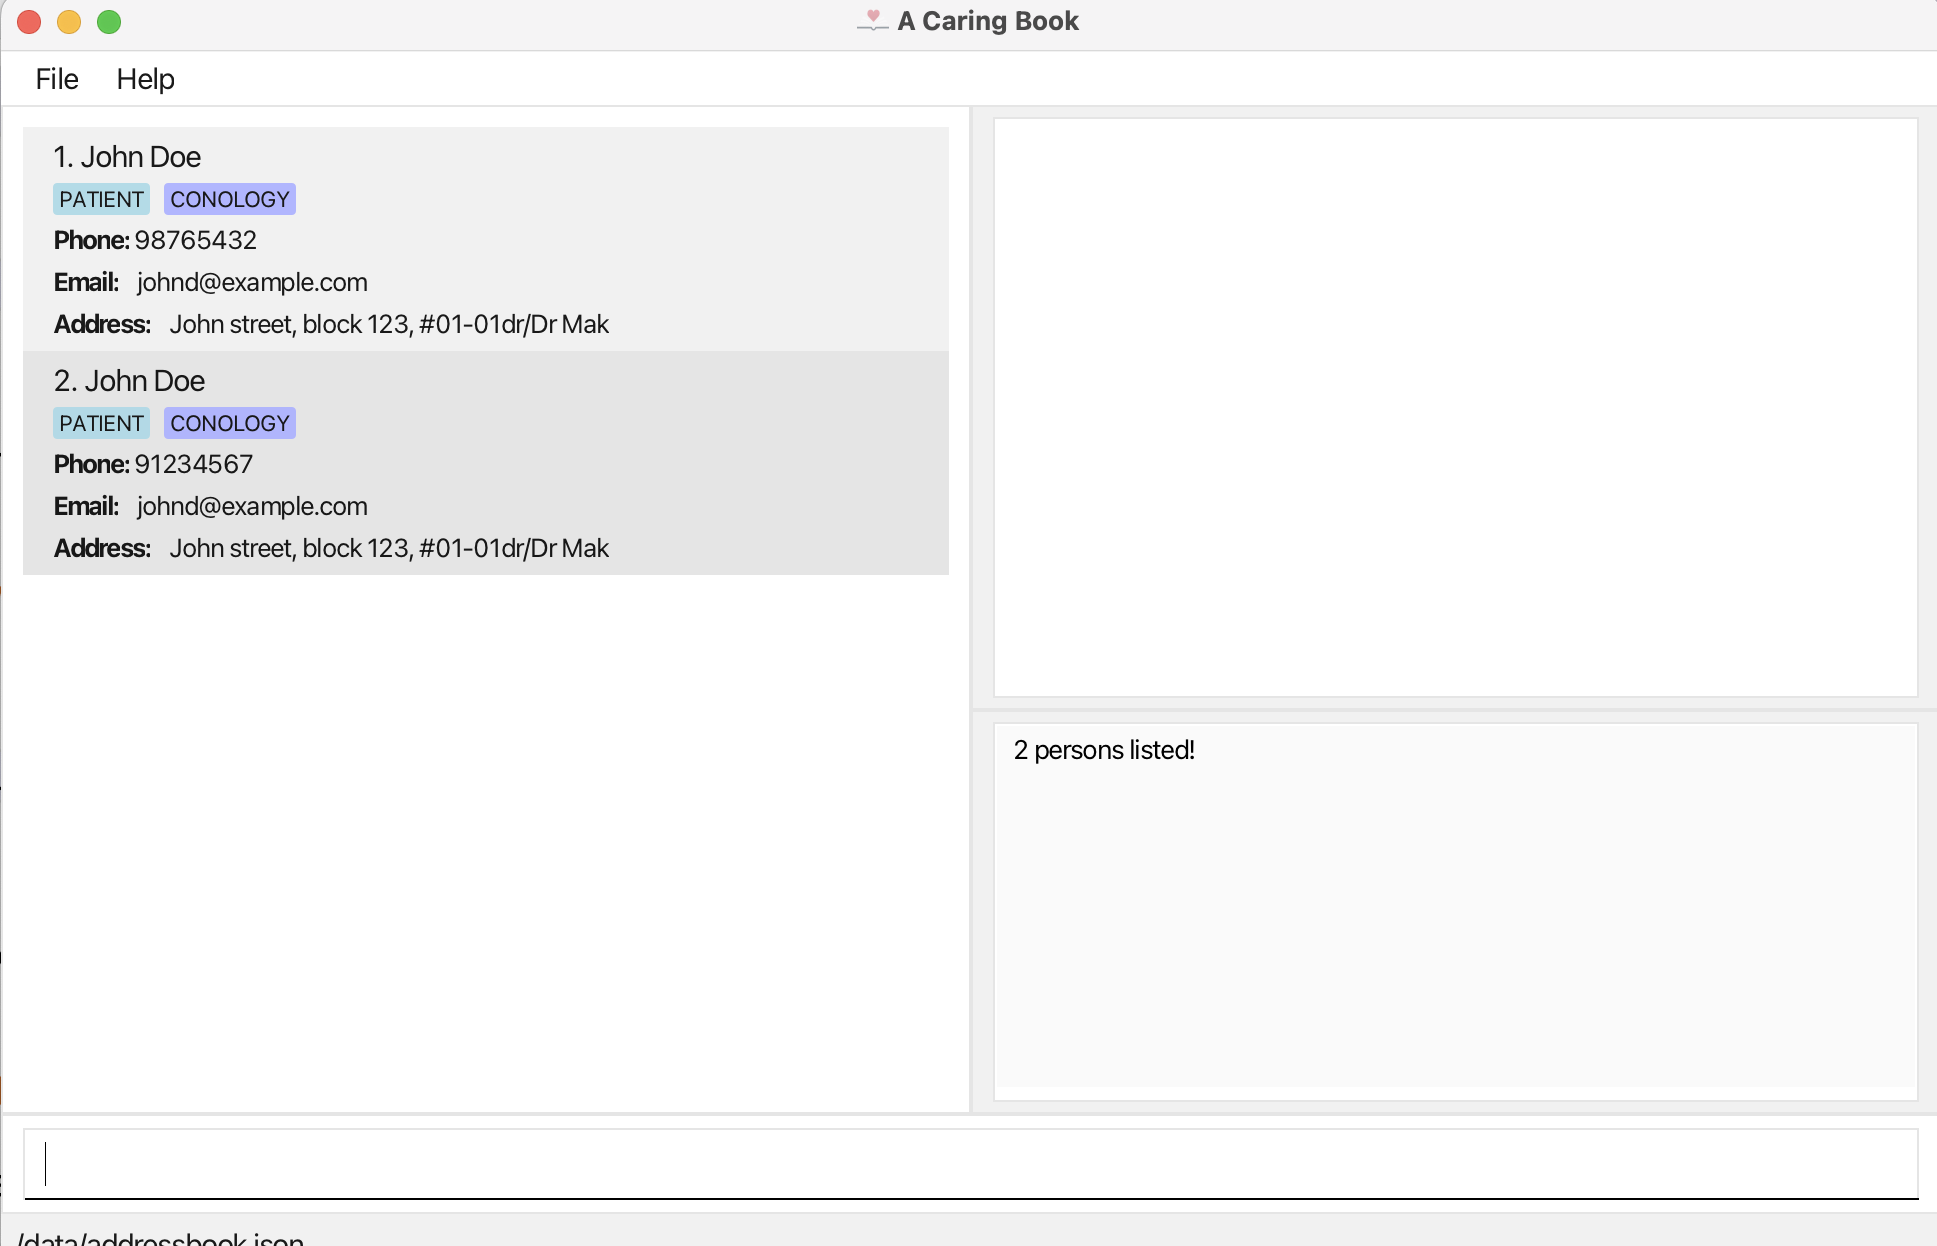 A Caring Book
File Help
1. John Doe
PATIENT CONOLOGY
Phone: 98765432
Email: johnd@example.com
Address: John street, block 123, #01-01dr/Dr Mak
2. John Doe
PATIENT CONOLOGY
Phone: 91234567
Email: johnd@example.com
Address: John street, block 123, #01-01dr/Dr Mak
2 persons listed!
/data/addressbook.json